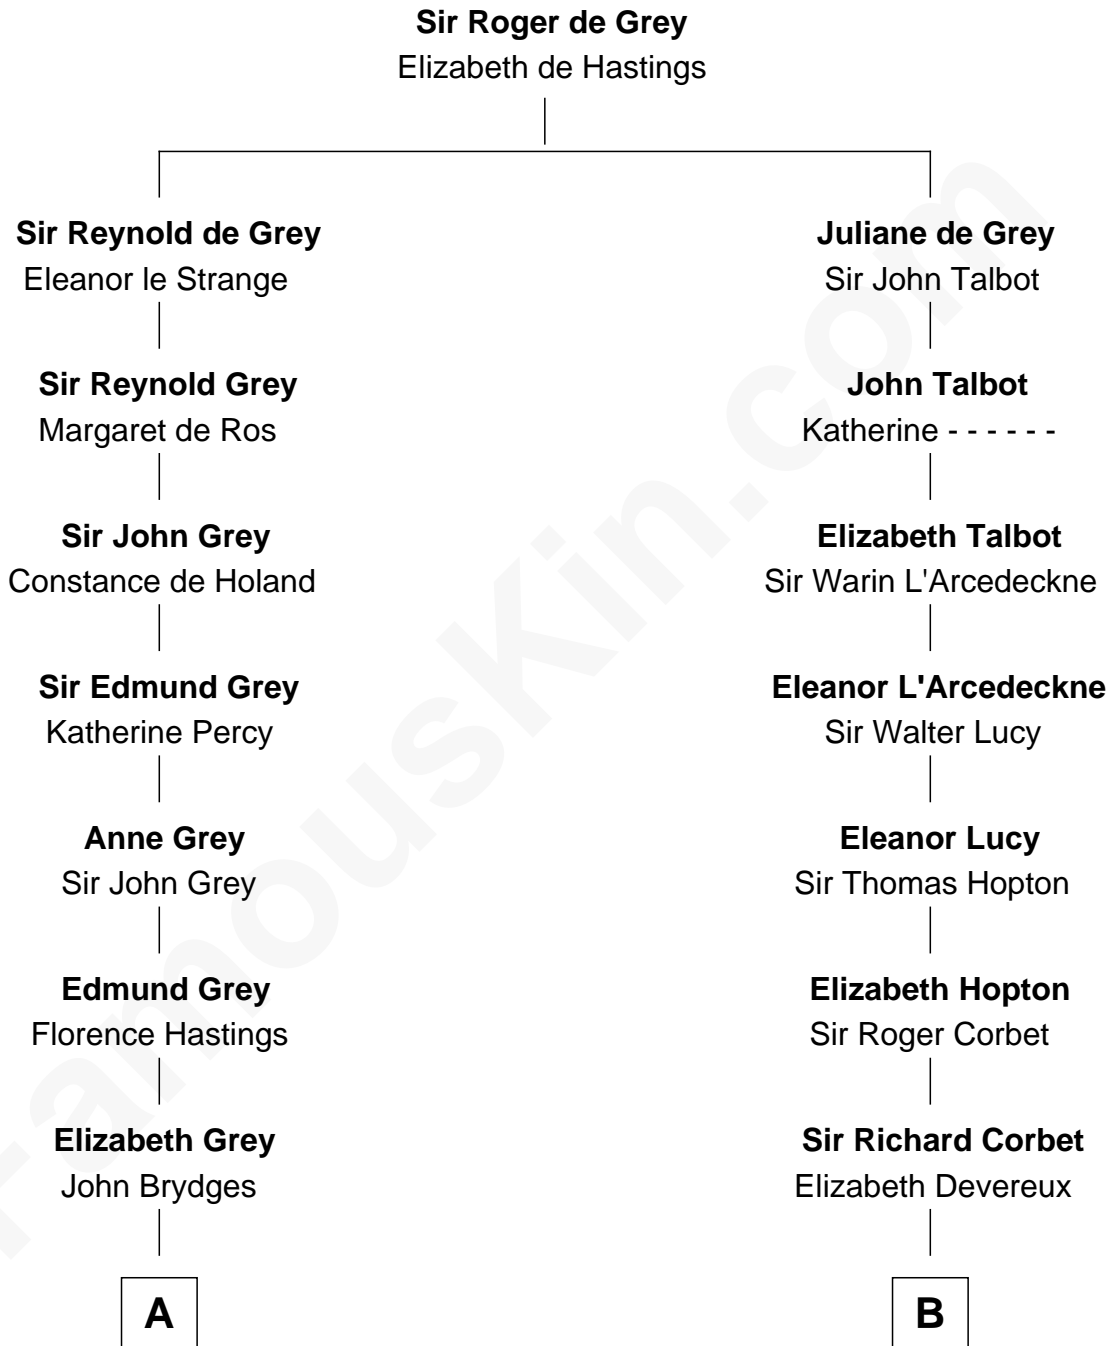 Sir Roger de Grey
Elizabeth de Hastings
Sir Reynold de Grey
Eleanor le Strange
Juliane de Grey
Sir John Talbot
Sir Reynold Grey
Margaret de Ros
John Talbot
Katherine - - - - - -
Sir John Grey
Constance de Holand
Elizabeth Talbot
Sir Warin L'Arcedeckne
Sir Edmund Grey
Katherine Percy
Eleanor L'Arcedeckne
Sir Walter Lucy
Anne Grey
Sir John Grey
Eleanor Lucy
Sir Thomas Hopton
Edmund Grey
Florence Hastings
Elizabeth Hopton
Sir Roger Corbet
Elizabeth Grey
John Brydges
Sir Richard Corbet
Elizabeth Devereux
A
B
FamousKin.com